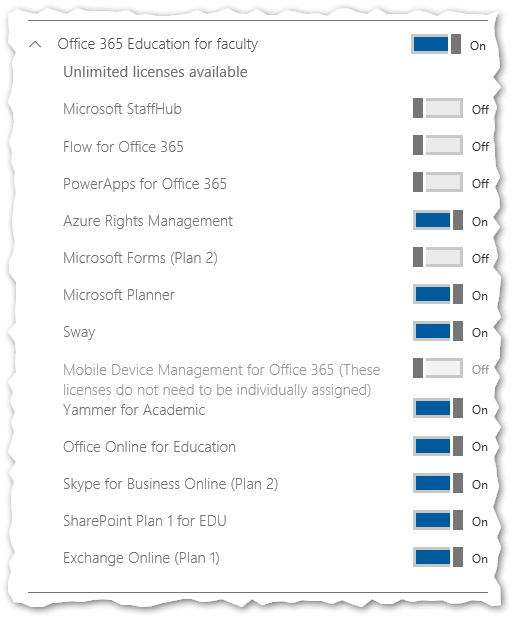 Office 365 Education for faculty On
Unlimited licenses available
Microsoft StaffHub Off
Flow for Office 365 Off
PowerApps for Office 365 Off
Azure Rights Management On
Microsoft Forms (Plan 2) Off
Microsoft Planner On
Sway On
Mobile Device Management for Office 365 (These Off
licenses do not need to be individually assigned)
Yammer for Academic On
Office Online for Education On
Skype for Business Online (Plan 2) On
SharePoint Plan 1 for EDU On
Exchange Online (Plan 1) On